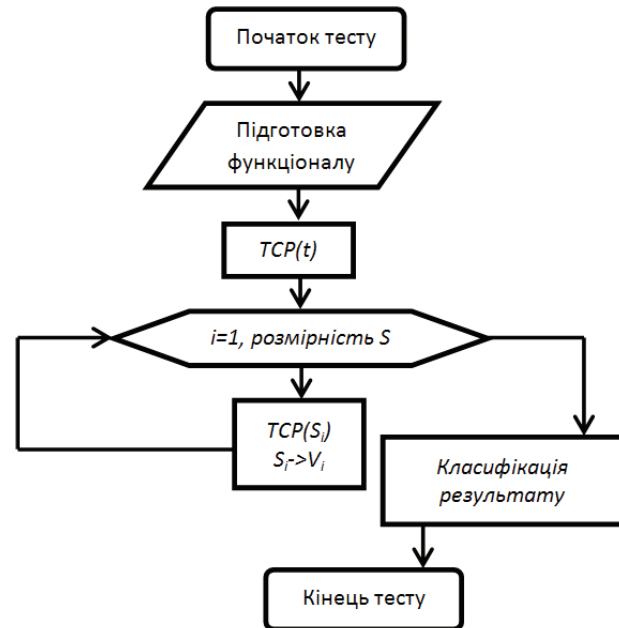 Початок тесту
Підготовка
функціоналу
TCP(t)
i=1, розмірність S
TCP(Sᵢ)
Sᵢ->Vᵢ
Класифікація
результату
Кінець тесту